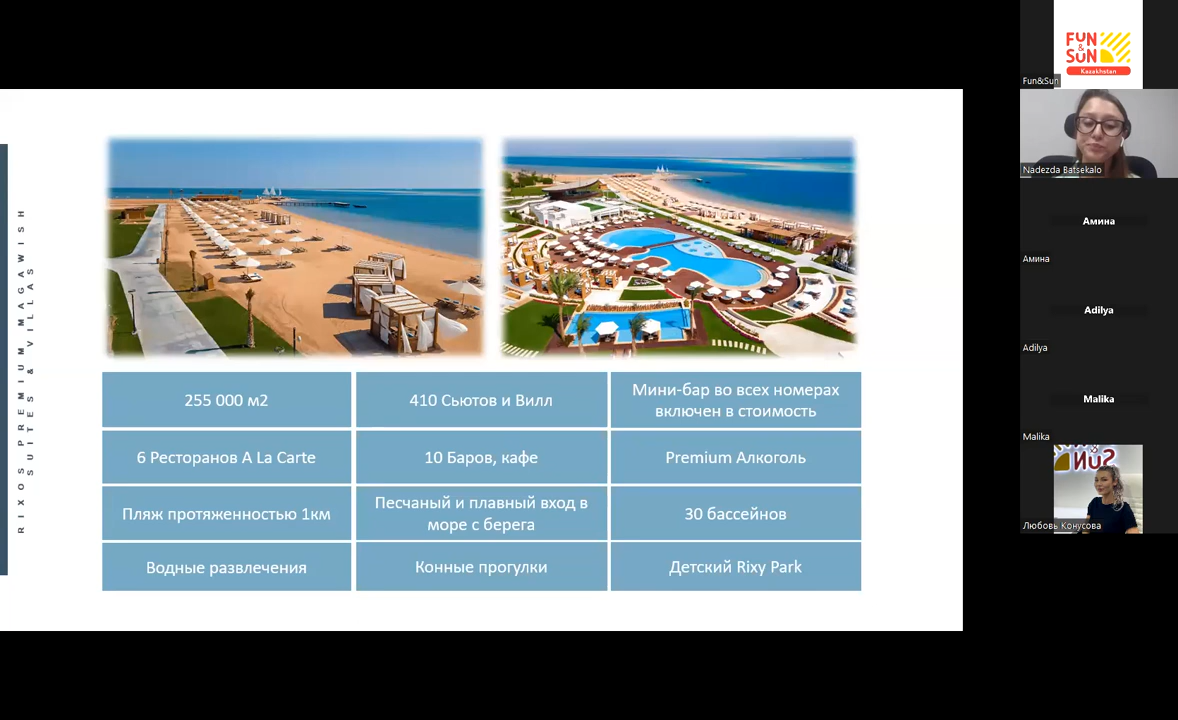 RIXOS PREMIUM MAGAWISH
SUITES & VILLAS
255 000 м2
410 Сьютов и Вилл
Мини-бар во всех номерах
включен в стоимость
6 Ресторанов A La Carte
10 Баров, кафе
Premium Алкоголь
Пляж протяженностью 1км
Песчаный и плавный вход в
море с берега
30 бассейнов
Водные развлечения
Конные прогулки
Детский Rixy Park
FUN
&
SUN
Kazakhstan
Fun&Sun
Nadezda Batsekalo
Амина
Амина
Adilya
Adilya
Malika
Malika
SUN
Любовь Конусова